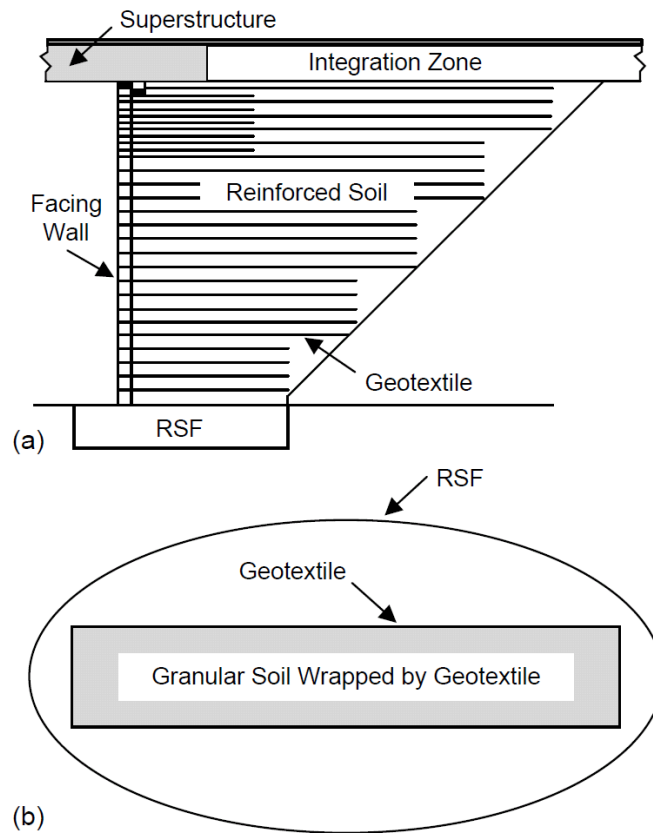 Superstructure
Integration Zone
Reinforced Soil
Facing
Wall
Geotextile
RSF
(a)
RSF
Geotextile
Granular Soil Wrapped by Geotextile
(b)